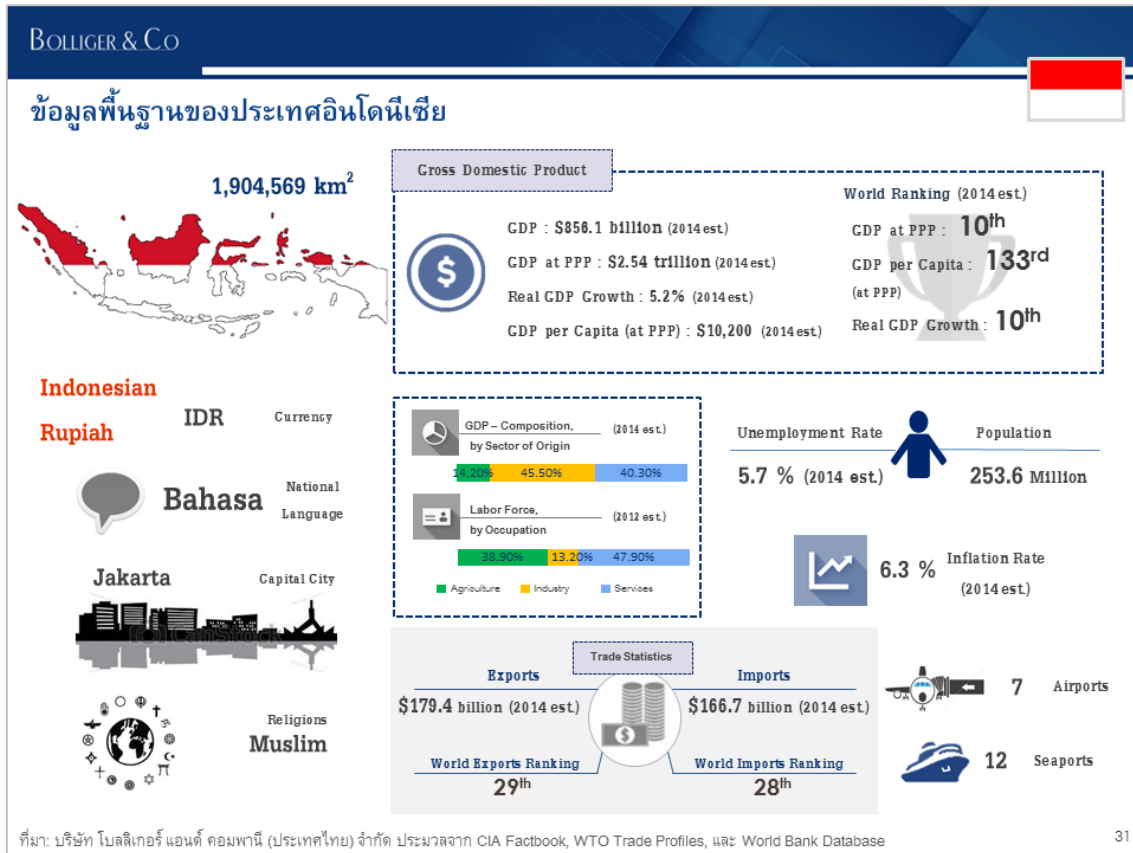 BOLLIGER & CO
ข้อมูลพื้นฐานของประเทศอินโดนีเซีย
1,904,569 km²
Indonesian
Rupiah
IDR
Currency
Bahasa
National
Language
Jakarta
Capital City
CanStock
Religions
Muslim
Gross Domestic Product
GDP : $856.1 billion (2014 est.)
GDP at PPP : $2.54 trillion (2014 est.)
Real GDP Growth : 5.2% (2014 est.)
GDP per Capita (at PPP) : $10,200 (2014 est.)
World Ranking (2014 est.)
GDP at PPP : 10th
GDP per Capita : 133rd
(at PPP)
Real GDP Growth : 10th
GDP – Composition, (2014 est.)
by Sector of Origin
14.20% 45.50% 40.30%
Labor Force, (2012 est.)
by Occupation
38.90% 13.20% 47.90%
Agriculture Industry Services
Unemployment Rate
5.7 % (2014 est.)
Population
253.6 Million
6.3 %
Inflation Rate
(2014 est.)
Trade Statistics
Exports
$179.4 billion (2014 est.)
World Exports Ranking
29th
Imports
$166.7 billion (2014 est.)
World Imports Ranking
28th
7 Airports
12 Seaports
ที่มา: บริษัท โบลลิเกอร์ แอนด์ คอมพานี (ประเทศไทย) จำกัด ประมวลจาก CIA Factbook, WTO Trade Profiles, และ World Bank Database
31